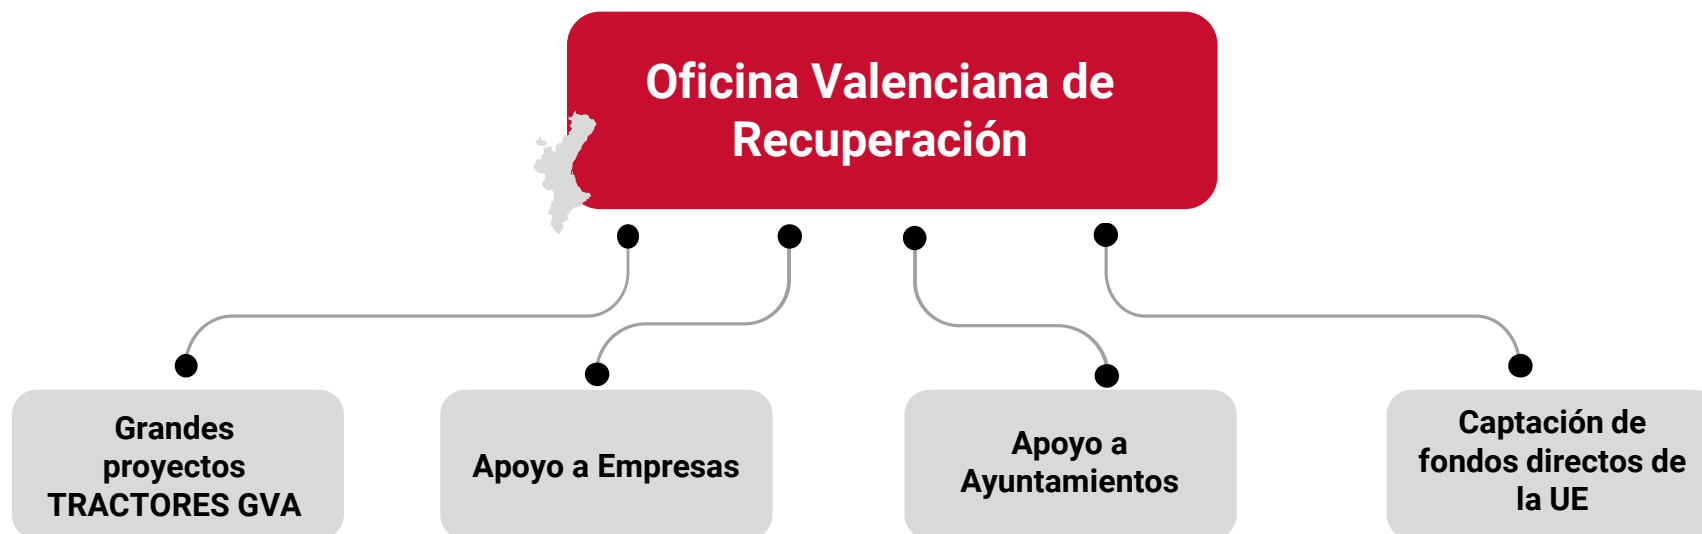 Oficina Valenciana de
Recuperación
Grandes
proyectos
TRACTORES GVA
Apoyo a Empresas
Apoyo a
Ayuntamientos
Captación de
fondos directos de
la UE